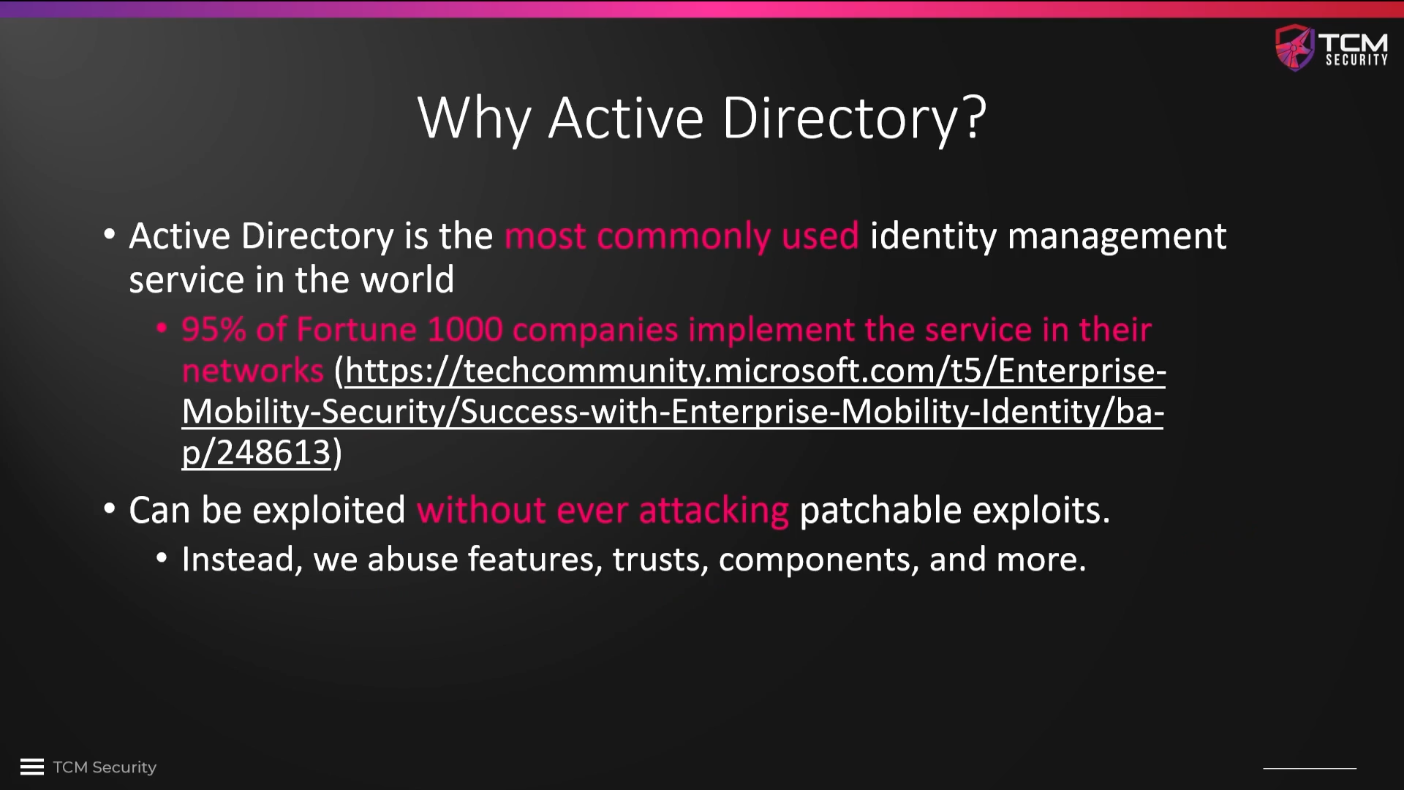 TCM
SECURITY
Why Active Directory?
• Active Directory is the most commonly used identity management
service in the world
• 95% of Fortune 1000 companies implement the service in their
networks (https://techcommunity.microsoft.com/t5/Enterprise-
Mobility-Security/Success-with-Enterprise-Mobility-Identity/ba-
p/248613)
• Can be exploited without ever attacking patchable exploits.
• Instead, we abuse features, trusts, components, and more.
TCM Security